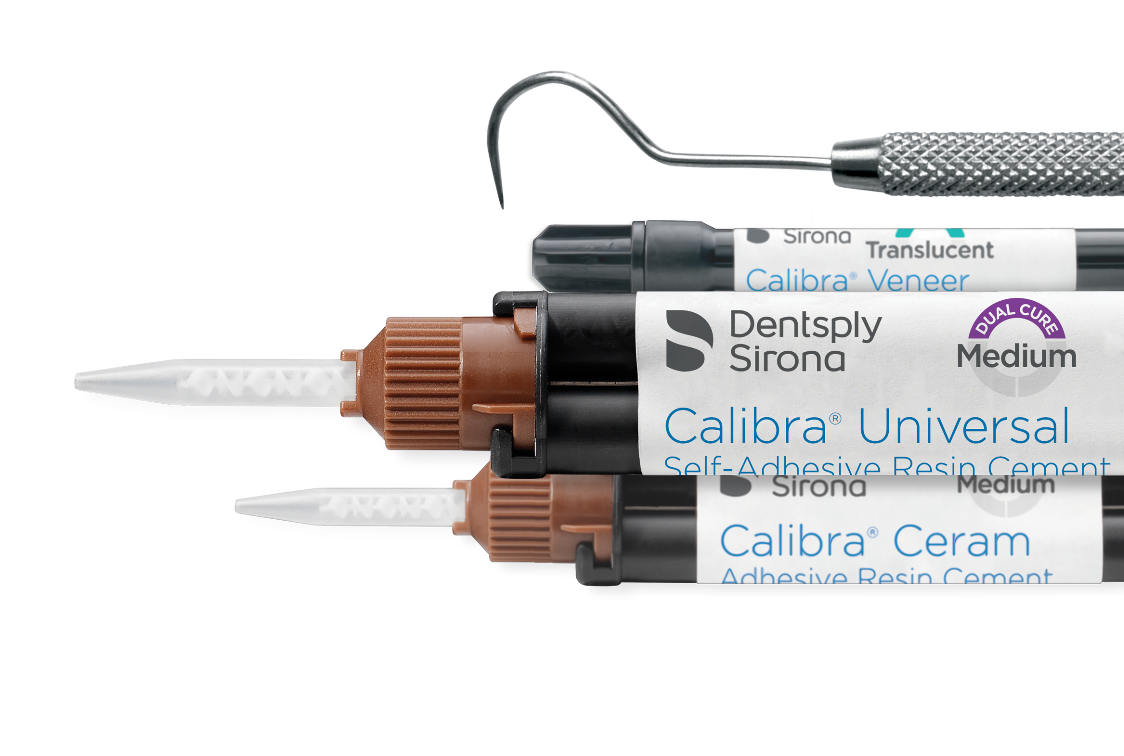 Sirona
Translucent
Calibra® Veneer
Dentsply
Sirona
DUAL CURE
Medium
Calibra® Universal
Self-Adhesive Resin Cement
Sirona
Medium
Calibra® Ceram
Adhesive Resin Cement